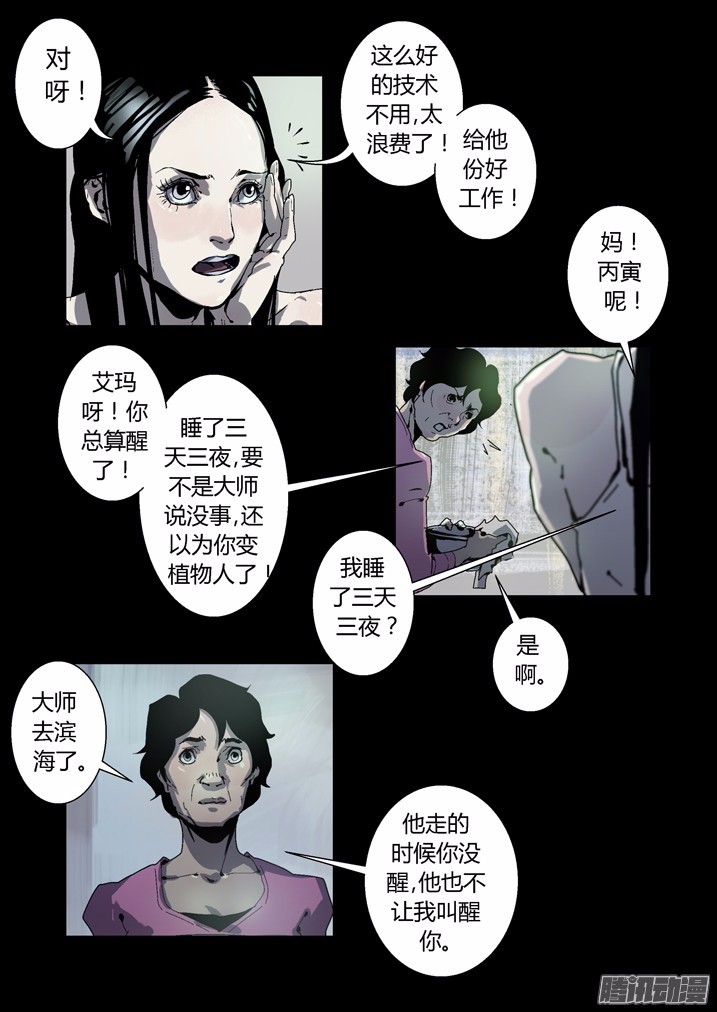 对
呀！
这么好
的技术
不用，太
浪费了！
给他
份好
工作！
妈！
丙寅
呢！
艾玛
呀！你
总算醒
了！
睡了三
天三夜，要
不是大师
说没事，还
以为你变
植物人了！
我睡
了三天
三夜？
是
啊。
大师
去滨
海了。
他走的
时候你没
醒，他也不
让我叫醒
你。
腾讯动漫